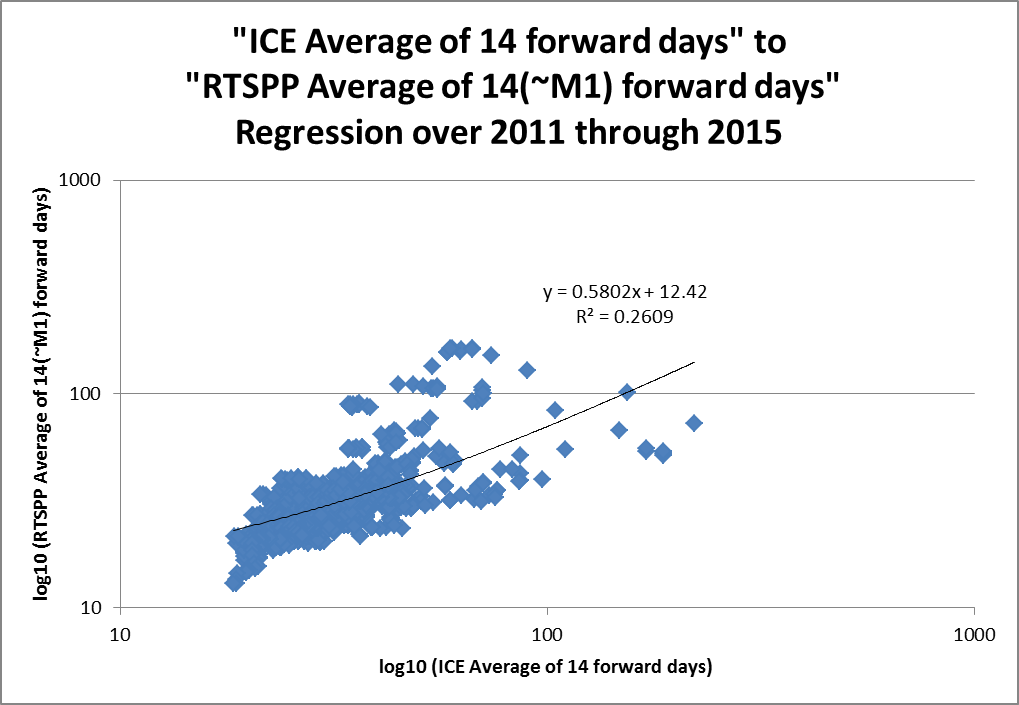 "ICE Average of 14 forward days" to
"RTSPP Average of 14(~M1) forward days"
Regression over 2011 through 2015
1000
100
10
log10 (RTSPP Average of 14(~M1) forward days)
y = 0.5802x + 12.42
R² = 0.2609
10
100
1000
log10 (ICE Average of 14 forward days)